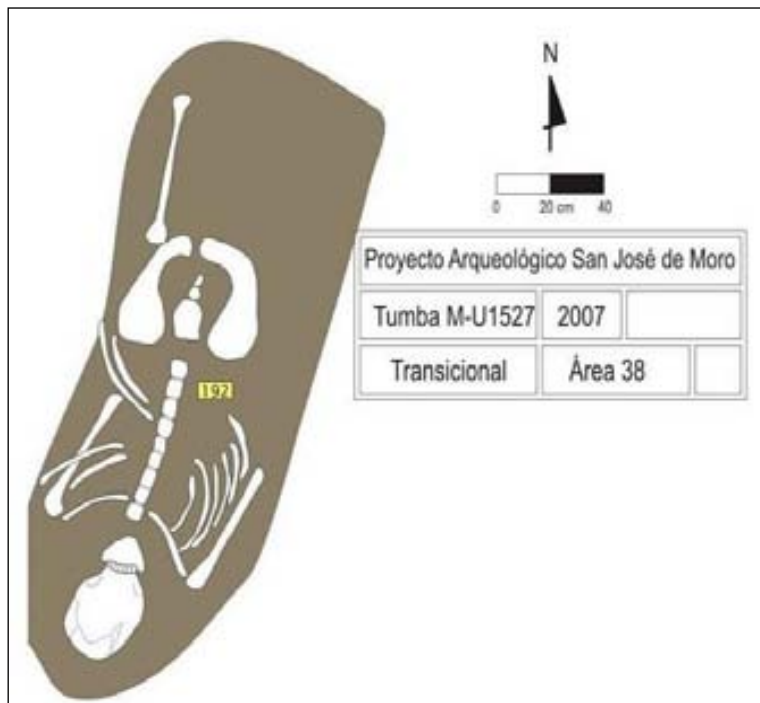 N
0 20 cm 40
Proyecto Arqueológico San José de Moro
Tumba M-U1527 2007
Transicional Área 38
192